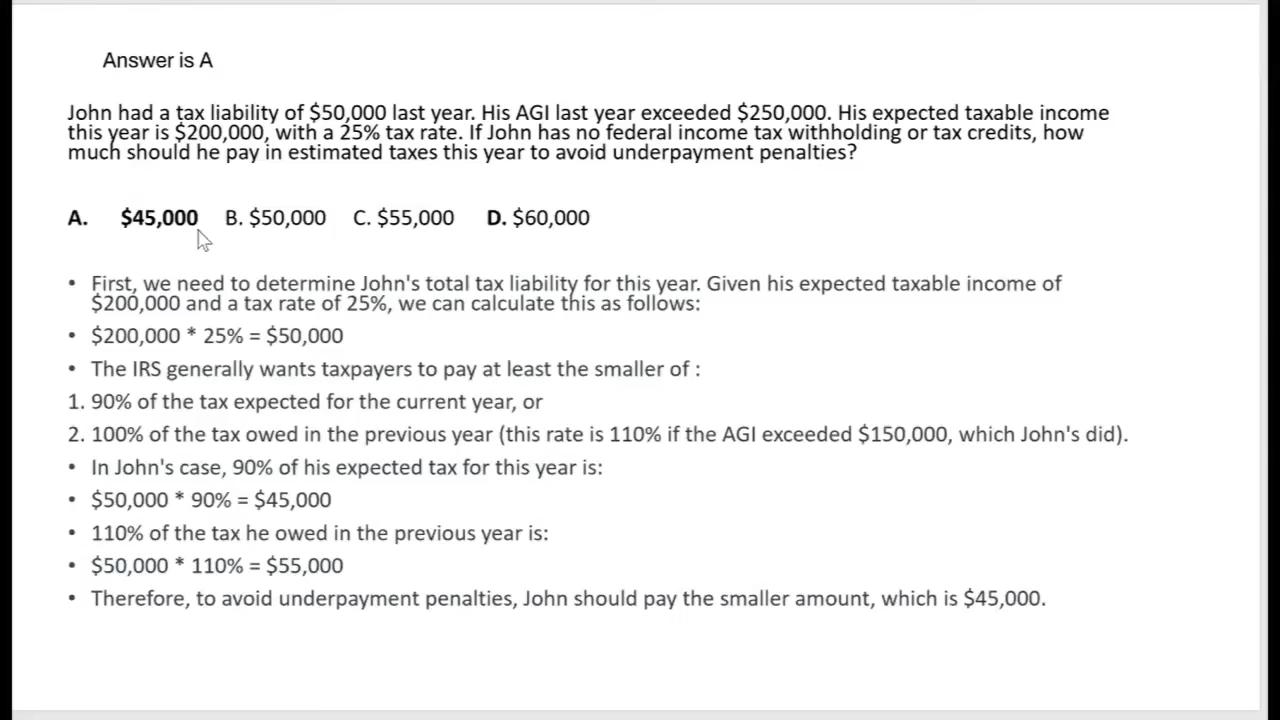 Answer is A
John had a tax liability of $50,000 last year. His AGI last year exceeded $250,000. His expected taxable income
this year is $200,000, with a 25% tax rate. If John has no federal income tax withholding or tax credits, how
much should he pay in estimated taxes this year to avoid underpayment penalties?
A. $45,000 B. $50,000 C. $55,000 D. $60,000
• First, we need to determine John's total tax liability for this year. Given his expected taxable income of
$200,000 and a tax rate of 25%, we can calculate this as follows:
• $200,000 * 25% = $50,000
• The IRS generally wants taxpayers to pay at least the smaller of :
1. 90% of the tax expected for the current year, or
2. 100% of the tax owed in the previous year (this rate is 110% if the AGI exceeded $150,000, which John's did).
• In John's case, 90% of his expected tax for this year is:
• $50,000 * 90% = $45,000
• 110% of the tax he owed in the previous year is:
• $50,000 * 110% = $55,000
• Therefore, to avoid underpayment penalties, John should pay the smaller amount, which is $45,000.